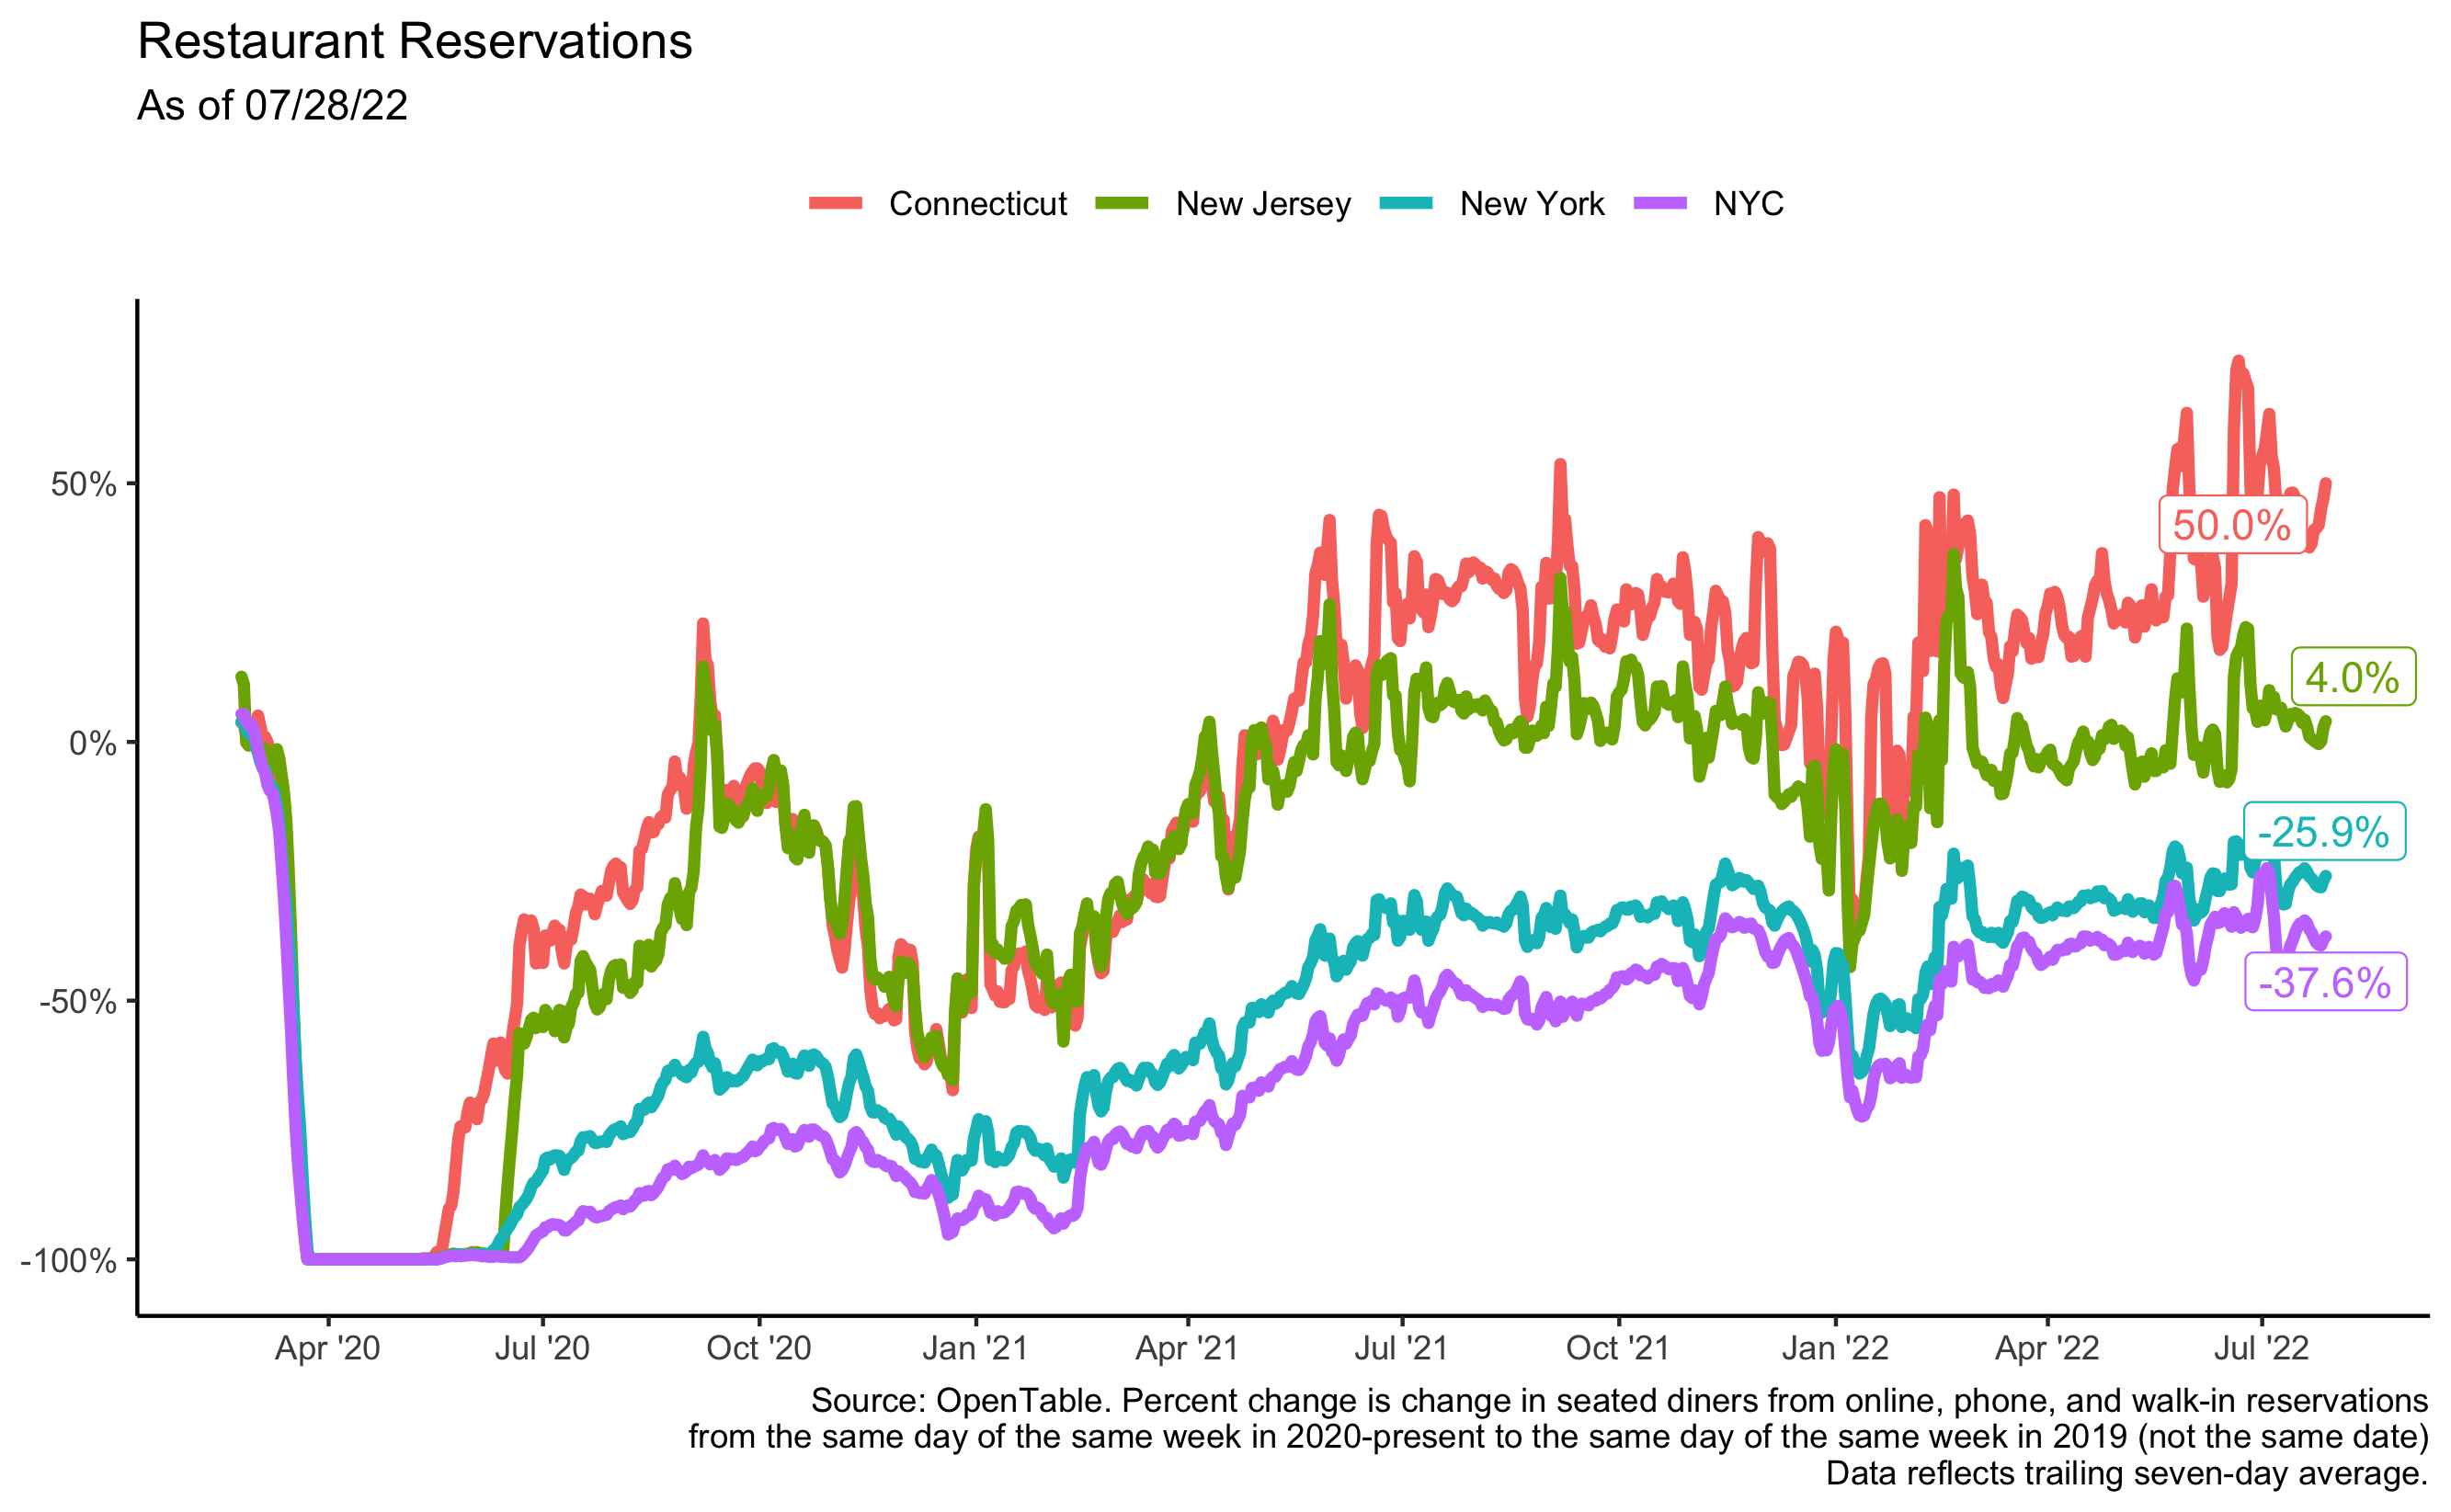 Restaurant Reservations
As of 07/28/22
Connecticut New Jersey New York NYC
50%
0%
-50%
-100%
50.0%
4.0%
-25.9%
-37.6%
Apr '20 Jul '20 Oct '20 Jan '21 Apr '21 Jul '21 Oct '21 Jan '22 Apr '22 Jul '22
Source: OpenTable. Percent change is change in seated diners from online, phone, and walk-in reservations
from the same day of the same week in 2020-present to the same day of the same week in 2019 (not the same date)
Data reflects trailing seven-day average.